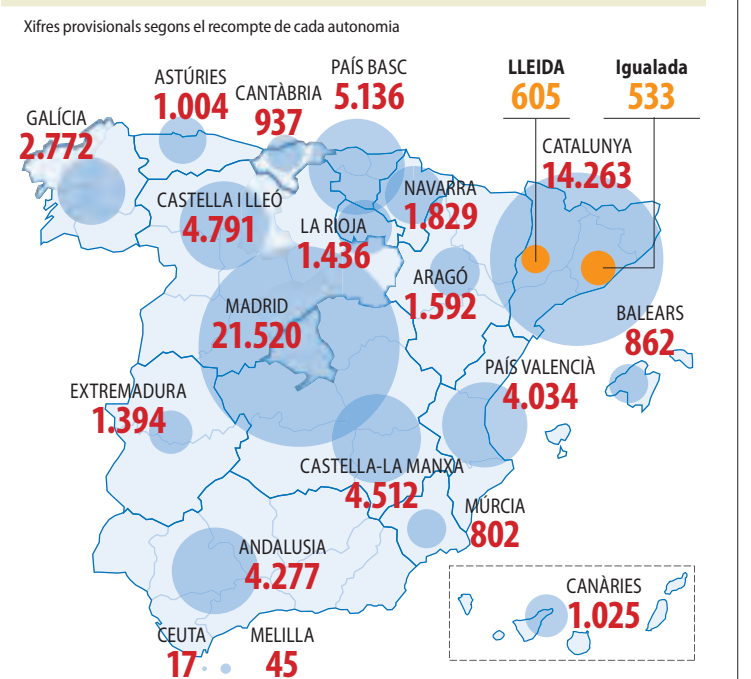 Xifres provisionals segons el recompte de cada autonomia
LLEIDA
605
Igualada
533
PAÍS BASC
5.136
ASTÚRIES
1.004
CANTÀBRIA
937
GALÍCIA
2.772
CATALUNYA
14.263
NAVARRA
1.829
CASTELLA I LLEÓ
4.791
LA RIOJA
1.436
ARAGÓ
1.592
MADRID
21.520
BALEARS
862
PAÍS VALENCIÀ
4.034
EXTREMADURA
1.394
CASTELLA-LA MANXA
4.512
MÚRCIA
802
ANDALUSIA
4.277
CANÀRIES
1.025
CEUTA
17
MELILLA
45